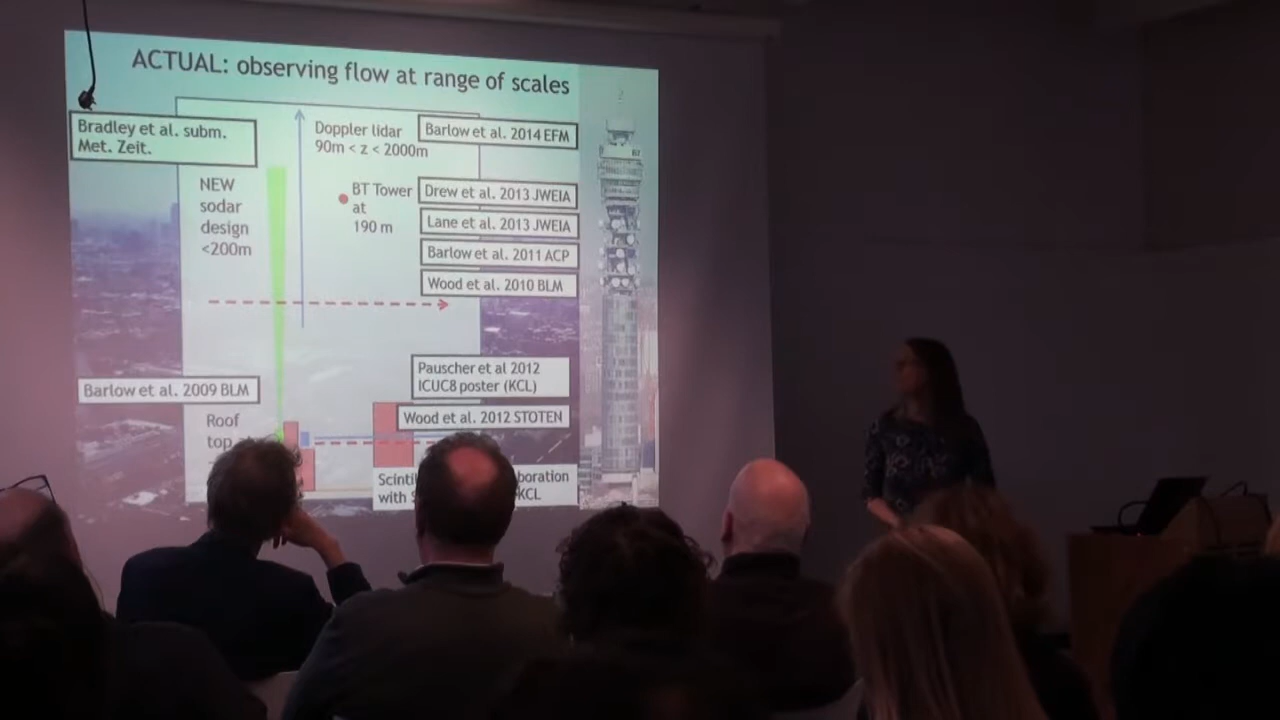 ACTUAL: observing flow at range of scales
Bradley et al. subm.
Met. Zeit.
Doppler lidar
90m < z < 2000m
Barlow et al. 2014 EFM
NEW
sodar
design
<200m
BT Tower
at
190 m
Drew et al. 2013 JWEIA
Lane et al. 2013 JWEIA
Barlow et al. 2011 ACP
Wood et al. 2010 BLM
Pauscher et al 2012
ICUC8 poster (KCL)
Barlow et al. 2009 BLM
Wood et al. 2012 STOTEN
Roof
top
with
KCL